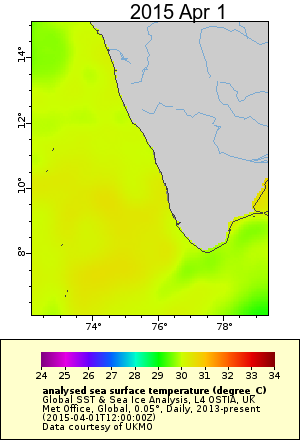 2015 Apr 1
14°
12°
10°
8°
74° 76° 78°
24 25 26 27 28 29 30 31 32 33 34
analysed sea surface temperature (degree_C)
Global SST & Sea Ice Analysis, L4 OSTIA, UK
Met Office, Global, 0.05°, Daily, 2013-present
(2015-04-01T12:00:00Z)
Data courtesy of UKMO